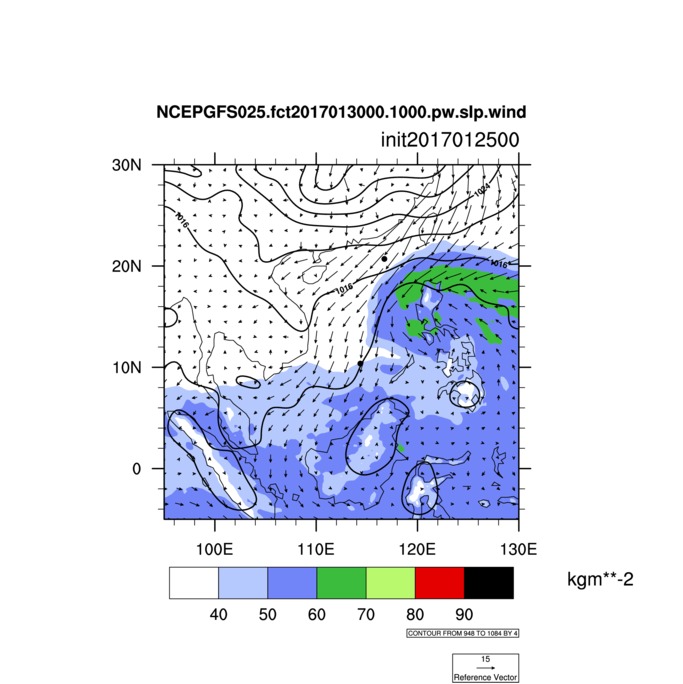 NCEPGFS025.fct2017013000.1000.pw.slp.wind
init2017012500
30N
20N
10N
0
1016
1024
1016
1016
100E 110E 120E 130E
40 50 60 70 80 90
kgm**-2
CONTOUR FROM 948 TO 1084 BY 4
15
Reference Vector